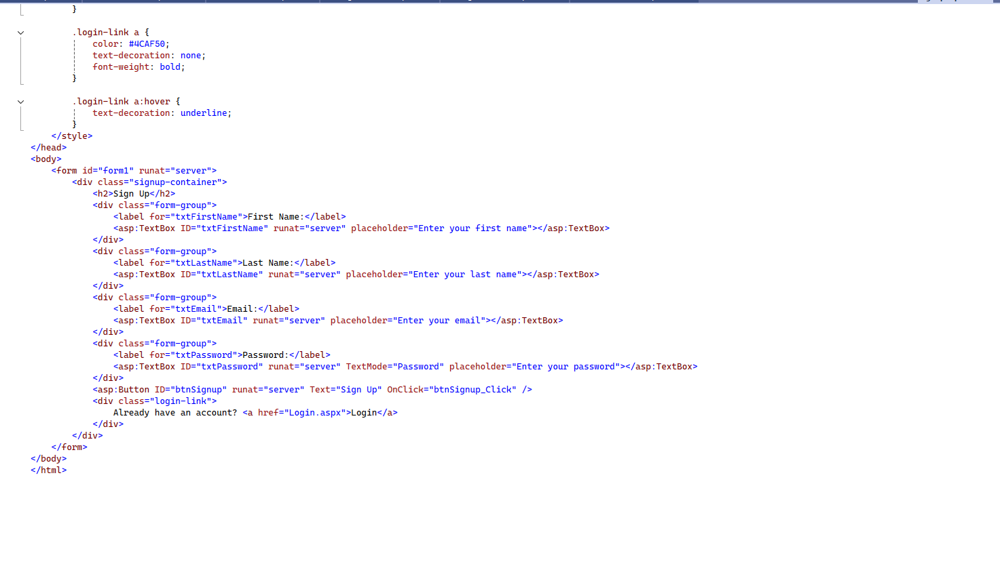 }
.login-link a {
color: #4CAF50;
text-decoration: none;
font-weight: bold;
}
.login-link a:hover {
text-decoration: underline;
}
</style>
</head>
<body>
<form id="form1" runat="server">
<div class="signup-container">
<h2>Sign Up</h2>
<div class="form-group">
<label for="txtFirstName">First Name:</label>
<asp:TextBox ID="txtFirstName" runat="server" placeholder="Enter your first name"></asp:TextBox>
</div>
<div class="form-group">
<label for="txtLastName">Last Name:</label>
<asp:TextBox ID="txtLastName" runat="server" placeholder="Enter your last name"></asp:TextBox>
</div>
<div class="form-group">
<label for="txtEmail">Email:</label>
<asp:TextBox ID="txtEmail" runat="server" placeholder="Enter your email"></asp:TextBox>
</div>
<div class="form-group">
<label for="txtPassword">Password:</label>
<asp:TextBox ID="txtPassword" runat="server" TextMode="Password" placeholder="Enter your password"></asp:TextBox>
</div>
<asp:Button ID="btnSignup" runat="server" Text="Sign Up" OnClick="btnSignup_Click" />
<div class="login-link">
Already have an account? <a href="Login.aspx">Login</a>
</div>
</div>
</form>
</body>
</html>